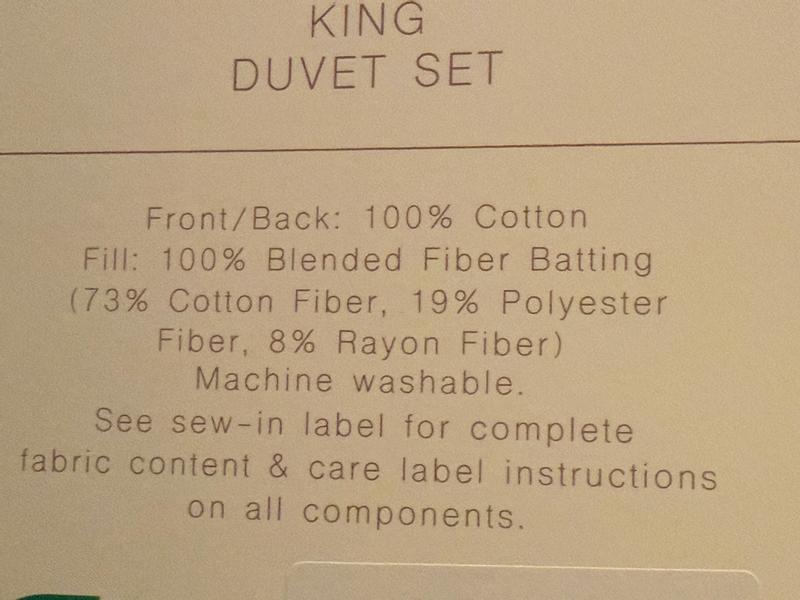 KING
DUVET SET
Front/Back: 100% Cotton
Fill: 100% Blended Fiber Batting
(73% Cotton Fiber, 19% Polyester
Fiber, 8% Rayon Fiber)
Machine washable.
See sew-in label for complete
fabric content & care label instructions
on all components.